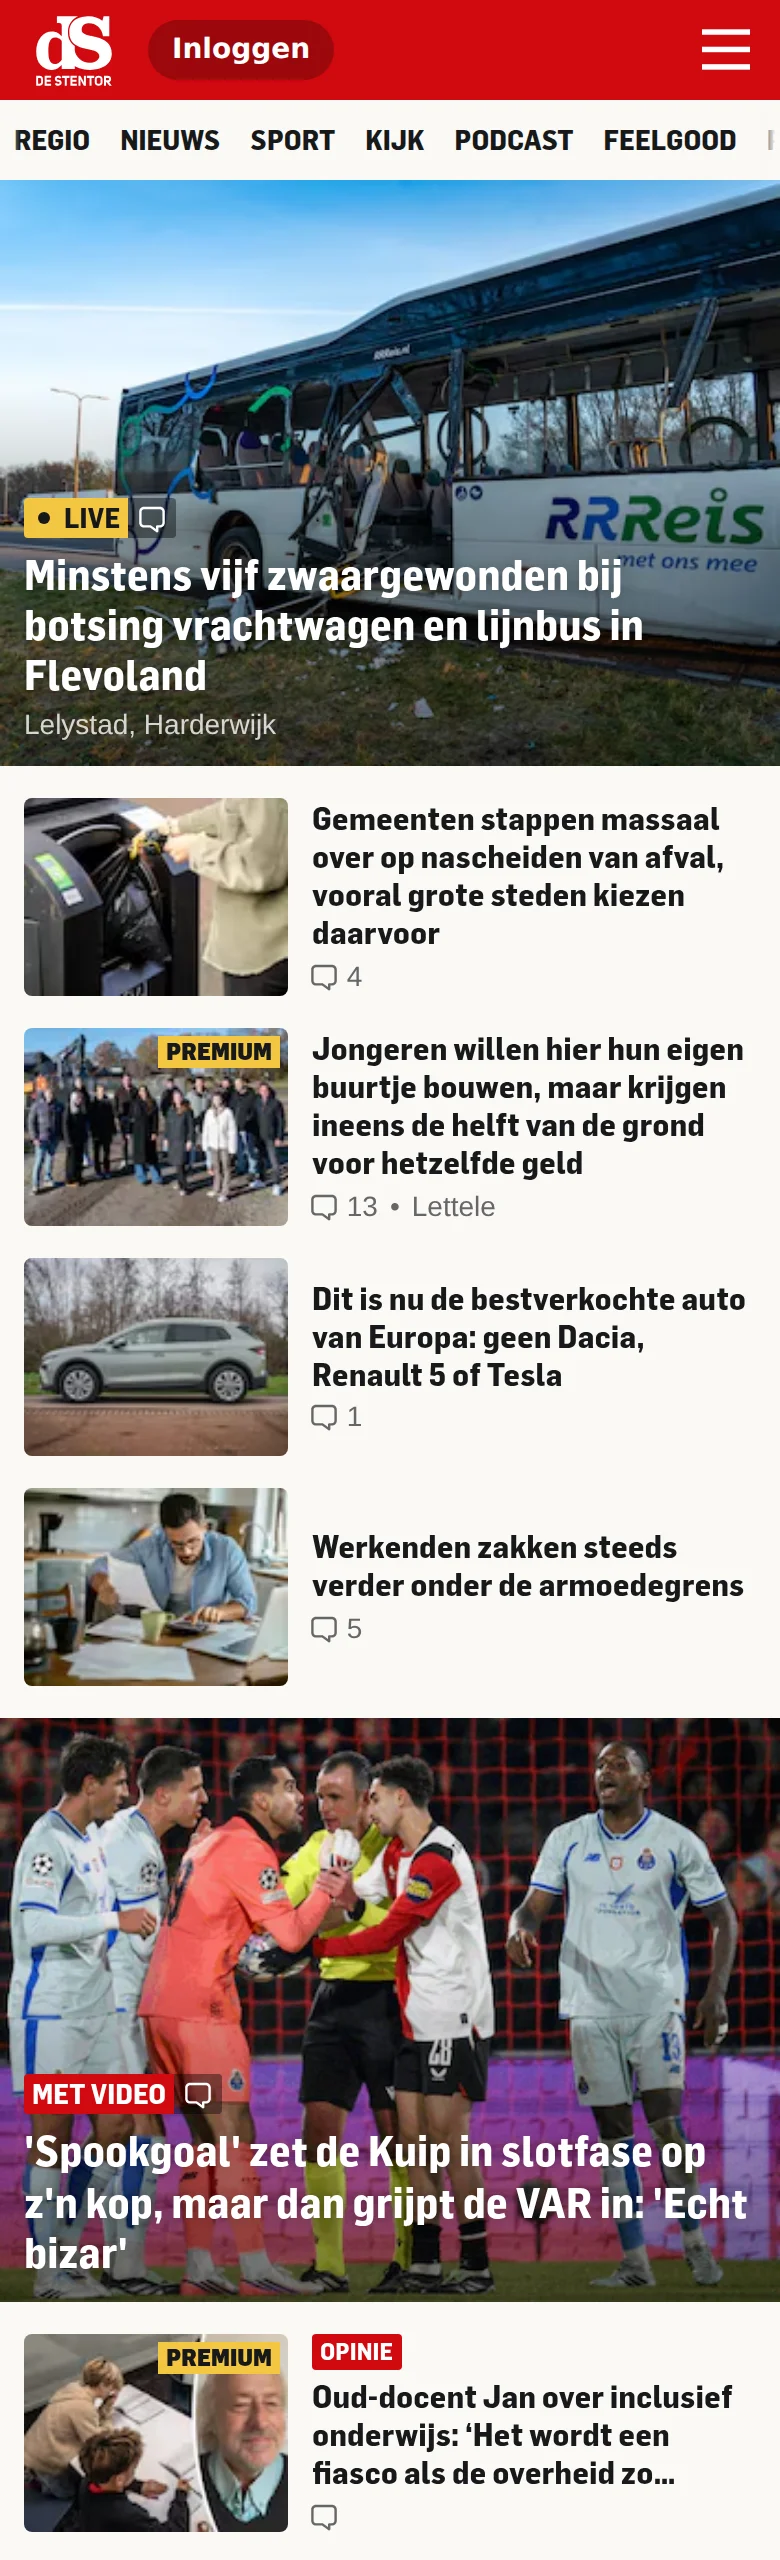 dS
DE STENTOR
Inloggen
REGIO NIEUWS SPORT KIJK PODCAST FEELGOOD
RRReis.nl
RRReis
met ons mee
LIVE
Minstens vijf zwaargewonden bij
botsing vrachtwagen en lijnbus in
Flevoland
Lelystad, Harderwijk
Gemeenten stappen massaal
over op nascheiden van afval,
vooral grote steden kiezen
daarvoor
4
PREMIUM
Jongeren willen hier hun eigen
buurtje bouwen, maar krijgen
ineens de helft van de grond
voor hetzelfde geld
13 • Lettele
Dit is nu de bestverkochte auto
van Europa: geen Dacia,
Renault 5 of Tesla
1
Werkenden zakken steeds
verder onder de armoedegrens
5
28
MET VIDEO
'Spookgoal' zet de Kuip in slotfase op
z'n kop, maar dan grijpt de VAR in: 'Echt
bizar'
PREMIUM
OPINIE
Oud-docent Jan over inclusief
onderwijs: ‘Het wordt een
fiasco als de overheid zo...